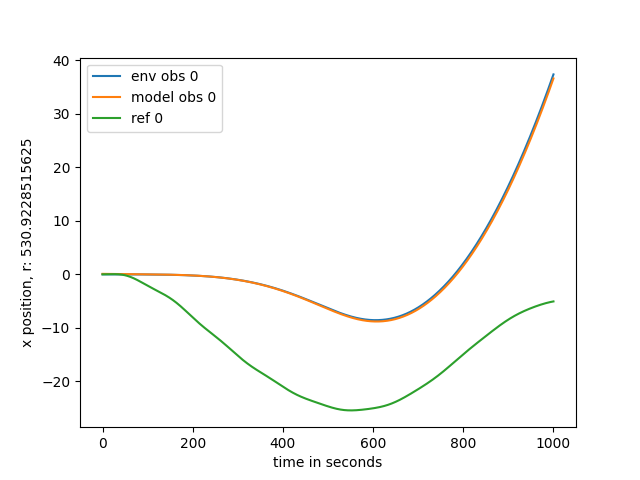 env obs 0
model obs 0
ref 0
40
30
20
10
0
−10
−20
x position, r: 530.9228515625
0 200 400 600 800 1000
time in seconds